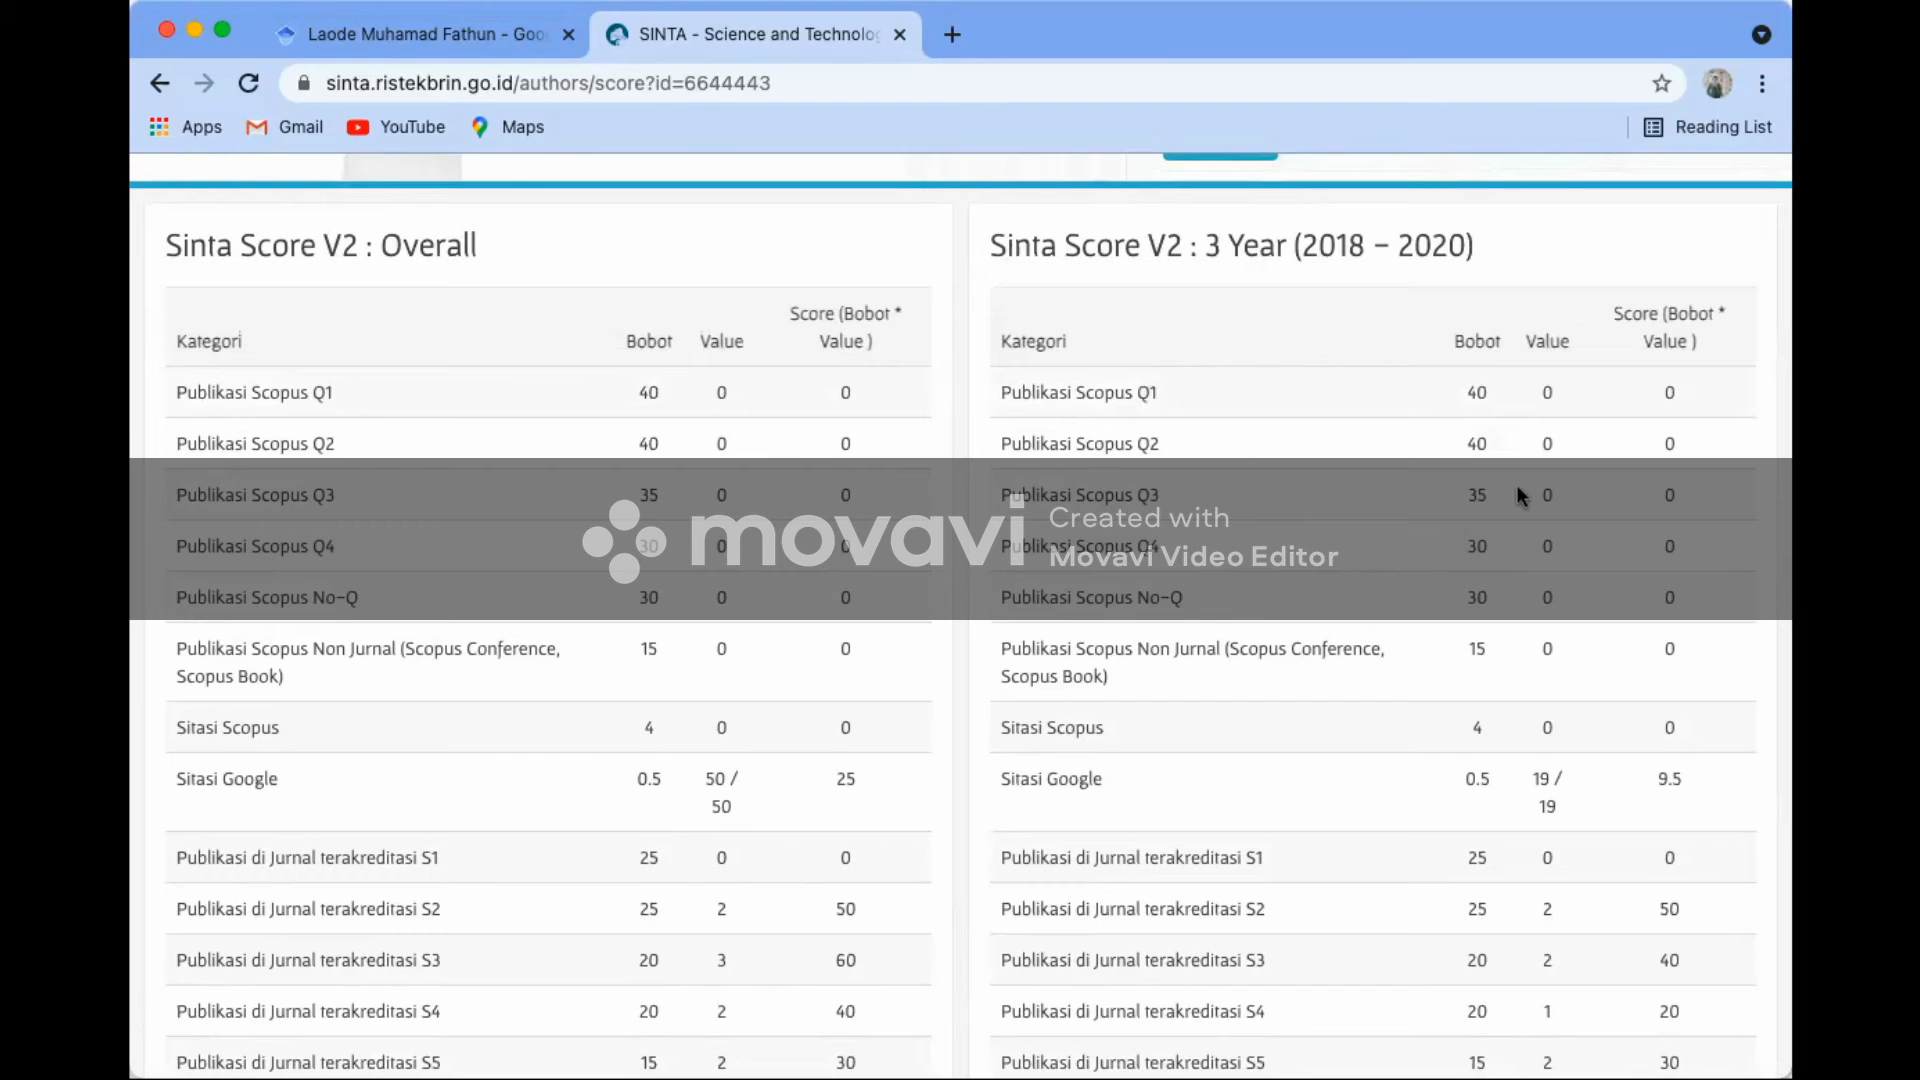 Laode Muhamad Fathun - Goo
SINTA - Science and Technolo
sinta.ristekbrin.go.id/authors/score?id=6644443
Apps Gmail YouTube Maps Reading List
Sinta Score V2 : Overall
Kategori Bobot Value Score (Bobot * Value )
Publikasi Scopus Q1 40 0 0
Publikasi Scopus Q2 40 0 0
Publikasi Scopus Q3 35 0 0
Publikasi Scopus Q4 30 0 0
Publikasi Scopus No-Q 30 0 0
Publikasi Scopus Non Jurnal (Scopus Conference, 15 0 0
Scopus Book)
Sitasi Scopus 4 0 0
Sitasi Google 0.5 50 / 25
50
Publikasi di Jurnal terakreditasi S1 25 0 0
Publikasi di Jurnal terakreditasi S2 25 2 50
Publikasi di Jurnal terakreditasi S3 20 3 60
Publikasi di Jurnal terakreditasi S4 20 2 40
Publikasi di Jurnal terakreditasi S5 15 2 30
Sinta Score V2 : 3 Year (2018 - 2020)
Kategori Bobot Value Score (Bobot * Value )
Publikasi Scopus Q1 40 0 0
Publikasi Scopus Q2 40 0 0
Publikasi Scopus Q3 35 0 0
Publikasi Scopus Q4 30 0 0
Publikasi Scopus No-Q 30 0 0
Publikasi Scopus Non Jurnal (Scopus Conference, 15 0 0
Scopus Book)
Sitasi Scopus 4 0 0
Sitasi Google 0.5 19 / 9.5
19
Publikasi di Jurnal terakreditasi S1 25 0 0
Publikasi di Jurnal terakreditasi S2 25 2 50
Publikasi di Jurnal terakreditasi S3 20 2 40
Publikasi di Jurnal terakreditasi S4 20 1 20
Publikasi di Jurnal terakreditasi S5 15 2 30
movavi
Created with
Movavi Video Editor